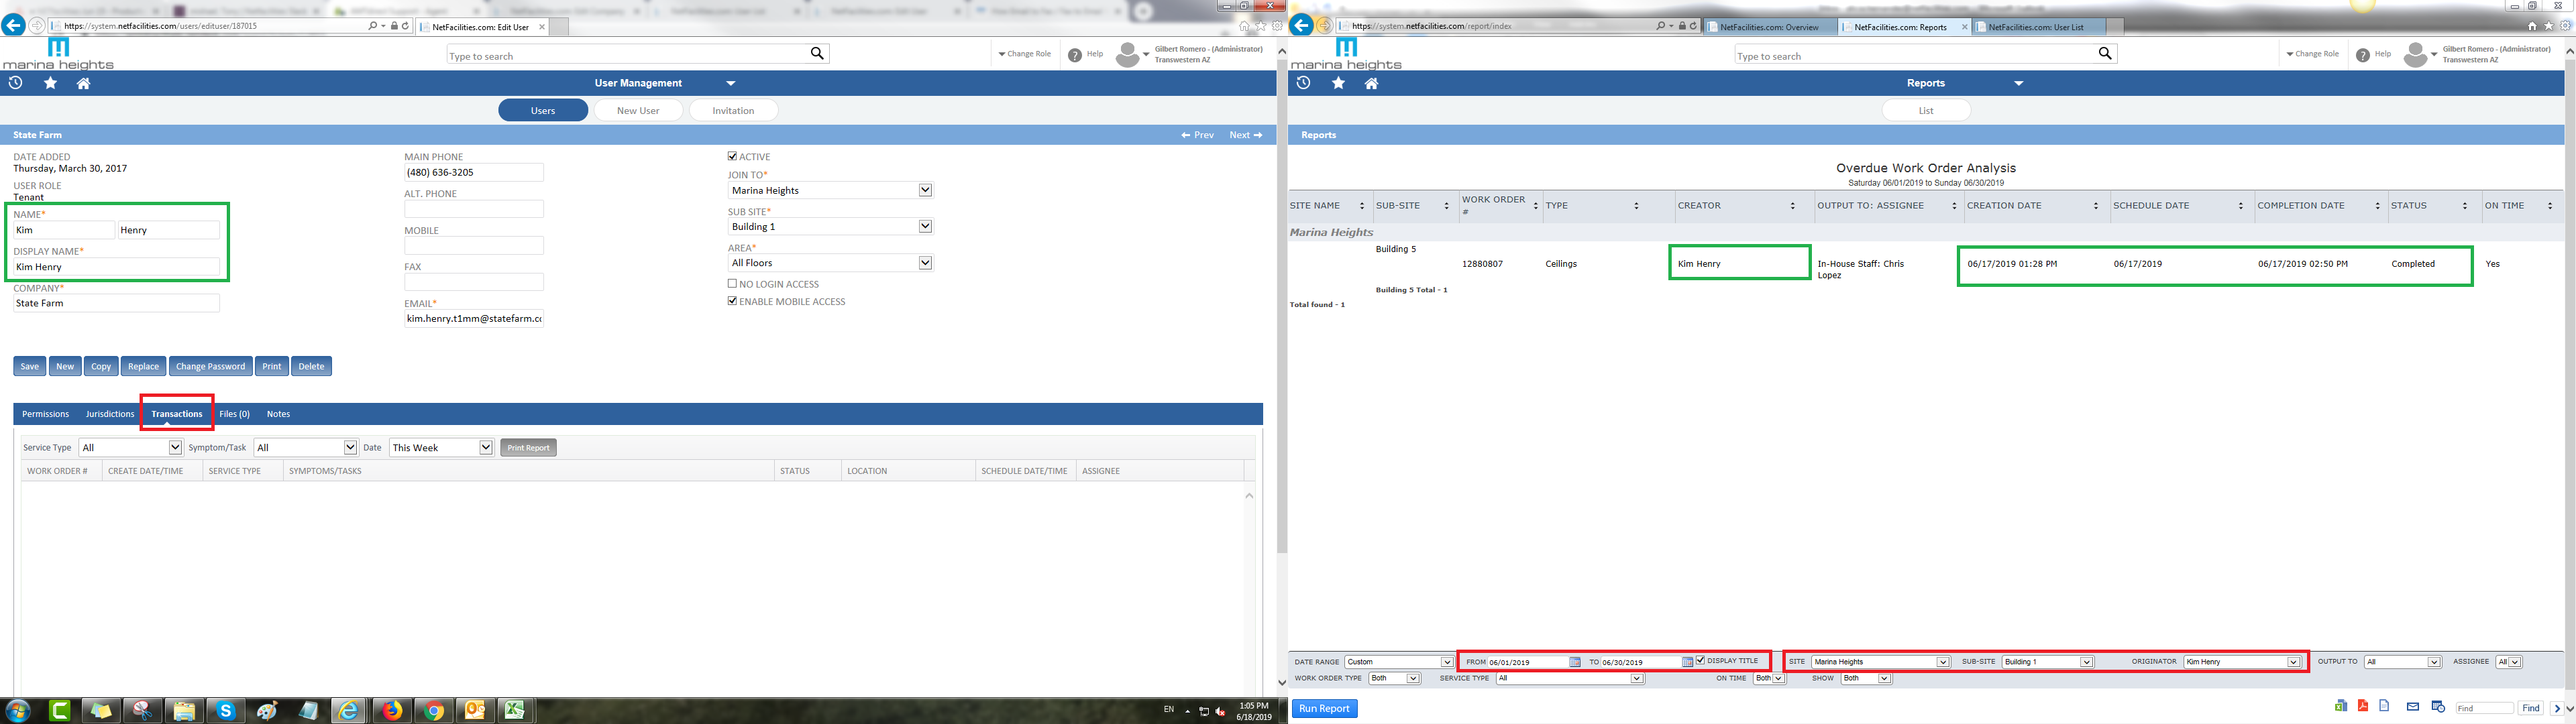 https://system.netfacilities.com/users/edituser/187015
NetFacilities.com: Edit User
marina heights
Type to search
Change Role
Help
Gilbert Romero - (Administrator)
Transwestern AZ
User Management
Users
New User
Invitation
State Farm
Prev
Next
DATE ADDED
Thursday, March 30, 2017
USER ROLE
Tenant
NAME*
Kim
Henry
DISPLAY NAME*
Kim Henry
COMPANY*
State Farm
MAIN PHONE
(480) 636-3205
ALT. PHONE
MOBILE
FAX
EMAIL*
kim.henry.t1mm@statefarm.cc
ACTIVE
JOIN TO*
Marina Heights
SUB SITE*
Building 1
AREA*
All Floors
NO LOGIN ACCESS
ENABLE MOBILE ACCESS
Save
New
Copy
Replace
Change Password
Print
Delete
Permissions
Jurisdictions
Transactions
Files (0)
Notes
Service Type
All
Symptom/Task
All
Date
This Week
Print Report
WORK ORDER #
CREATE DATE/TIME
SERVICE TYPE
SYMPTOMS/TASKS
STATUS
LOCATION
SCHEDULE DATE/TIME
ASSIGNEE
EN
1:05 PM
6/18/2019
https://system.netfacilities.com/report/index
NetFacilities.com: Overview
NetFacilities.com: Reports
NetFacilities.com: User List
marina heights
Type to search
Change Role
Help
Gilbert Romero - (Administrator)
Transwestern AZ
Reports
List
Reports
Overdue Work Order Analysis
Saturday 06/01/2019 to Sunday 06/30/2019
SITE NAME
SUB-SITE
WORK ORDER
#
TYPE
CREATOR
OUTPUT TO: ASSIGNEE
CREATION DATE
SCHEDULE DATE
COMPLETION DATE
STATUS
ON TIME
Marina Heights
Building 5
12880807
Ceilings
Kim Henry
In-House Staff: Chris
Lopez
06/17/2019 01:28 PM
06/17/2019
06/17/2019 02:50 PM
Completed
Yes
Building 5 Total - 1
Total found - 1
DATE RANGE
Custom
FROM
06/01/2019
TO
06/30/2019
DISPLAY TITLE
SITE
Marina Heights
SUB-SITE
Building 1
ORIGINATOR
Kim Henry
OUTPUT TO
All
ASSIGNEE
All
WORK ORDER TYPE
Both
SERVICE TYPE
All
ON TIME
Both
SHOW
Both
Run Report
Find
Find